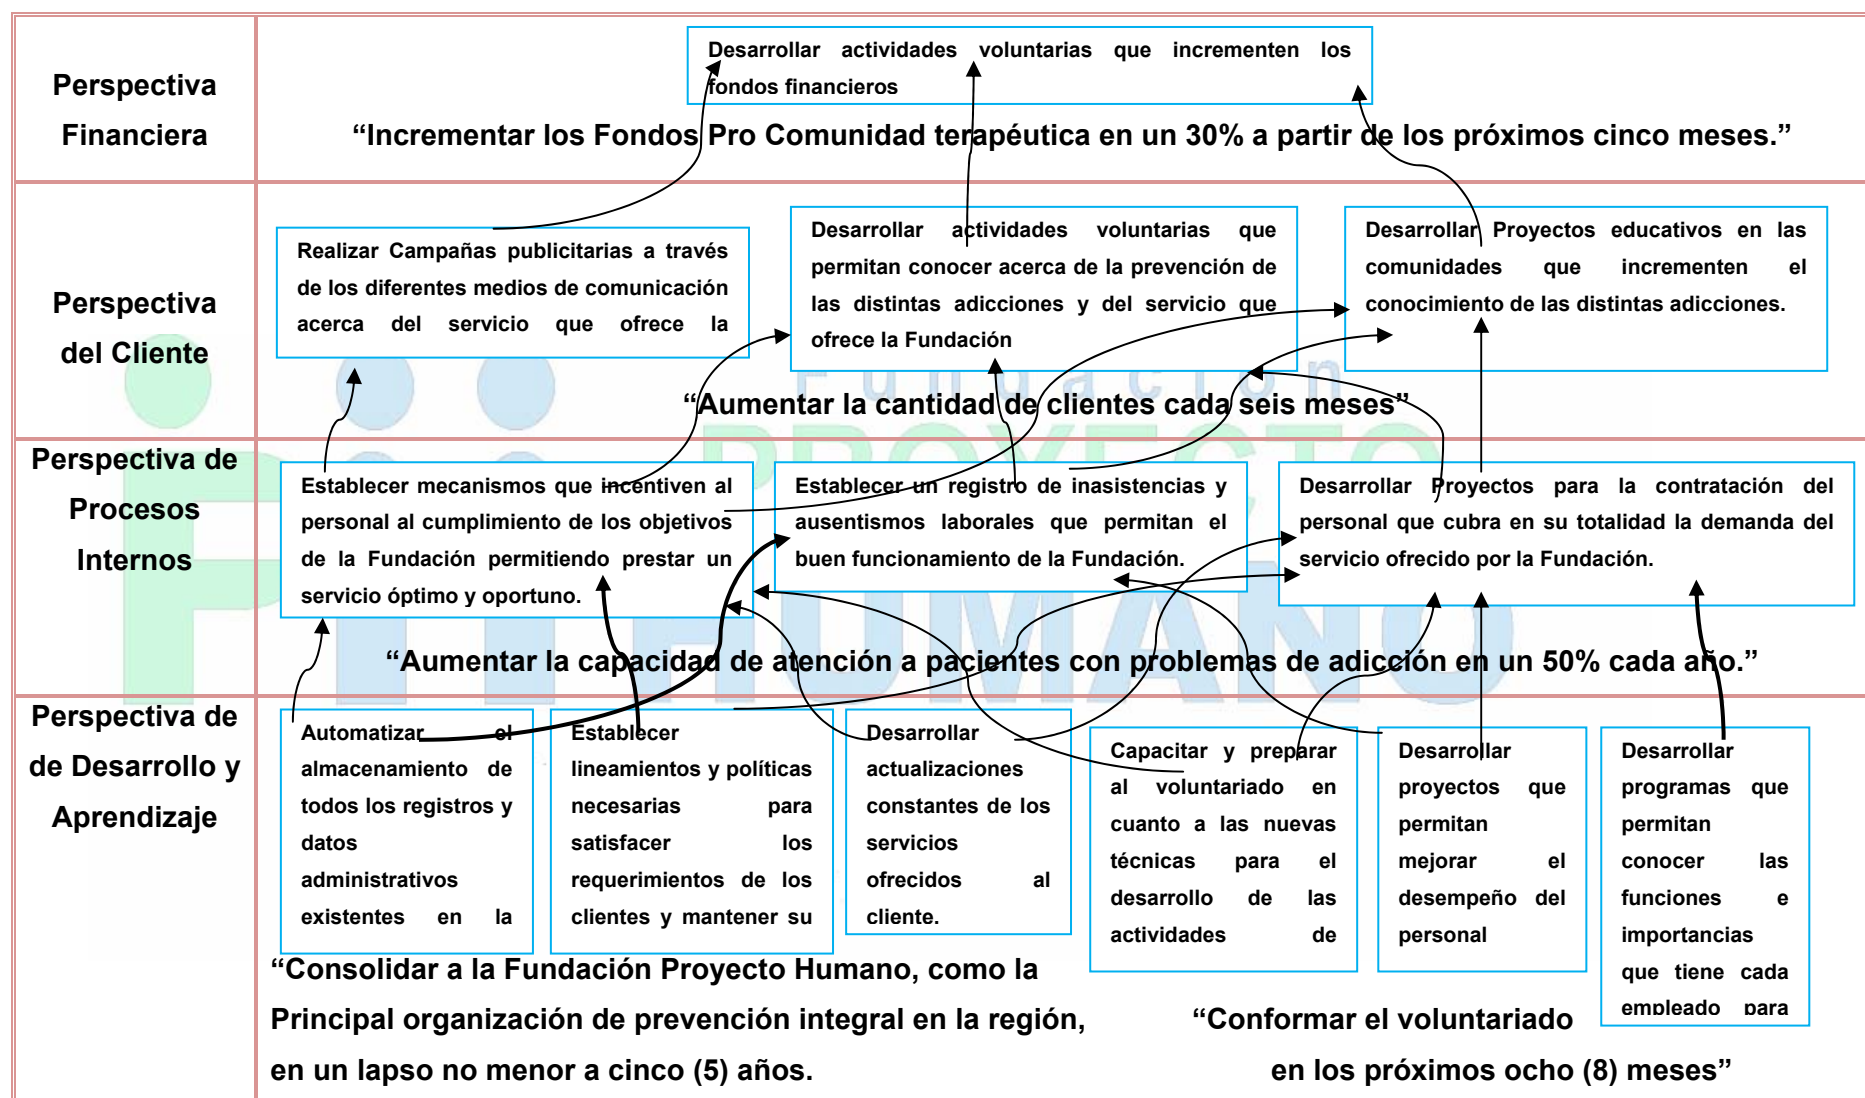 Perspectiva
Financiera
Desarrollar actividades voluntarias que incrementen los
fondos financieros
“Incrementar los Fondos Pro Comunidad terapéutica en un 30% a partir de los próximos cinco meses.”
Perspectiva
del Cliente
Realizar Campañas publicitarias a través
de los diferentes medios de comunicación
acerca del servicio que ofrece la
Desarrollar actividades voluntarias que
permitan conocer acerca de la prevención de
las distintas adicciones y del servicio que
ofrece la Fundación
Desarrollar Proyectos educativos en las
comunidades que incrementen el
conocimiento de las distintas adicciones.
Fundación
“Aumentar la cantidad de clientes cada seis meses”
PROYECTO
HUMANO
Perspectiva de
Procesos
Internos
Establecer mecanismos que incentiven al
personal al cumplimiento de los objetivos
de la Fundación permitiendo prestar un
servicio óptimo y oportuno.
Establecer un registro de inasistencias y
ausentismos laborales que permitan el
buen funcionamiento de la Fundación.
Desarrollar Proyectos para la contratación del
personal que cubra en su totalidad la demanda del
servicio ofrecido por la Fundación.
“Aumentar la capacidad de atención a pacientes con problemas de adicción en un 50% cada año.”
Perspectiva de
de Desarrollo y
Aprendizaje
Automatizar el
almacenamiento de
todos los registros y
datos
administrativos
existentes en la
Establecer
lineamientos y políticas
necesarias para
satisfacer los
requerimientos de los
clientes y mantener su
Desarrollar
actualizaciones
constantes de los
servicios
ofrecidos al
cliente.
Capacitar y preparar
al voluntariado en
cuanto a las nuevas
técnicas para el
desarrollo de las
actividades de
Desarrollar
proyectos que
permitan
mejorar el
desempeño del
personal
Desarrollar
programas que
permitan
conocer las
funciones e
importancias
que tiene cada
empleado para
“Consolidar a la Fundación Proyecto Humano, como la
Principal organización de prevención integral en la región,
en un lapso no menor a cinco (5) años.
“Conformar el voluntariado
en los próximos ocho (8) meses”